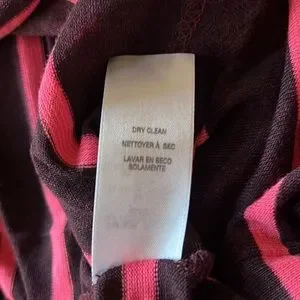 DRY CLEAN
NETTOYER À SEC
LAVAR EN SECO
SOLAMENTE